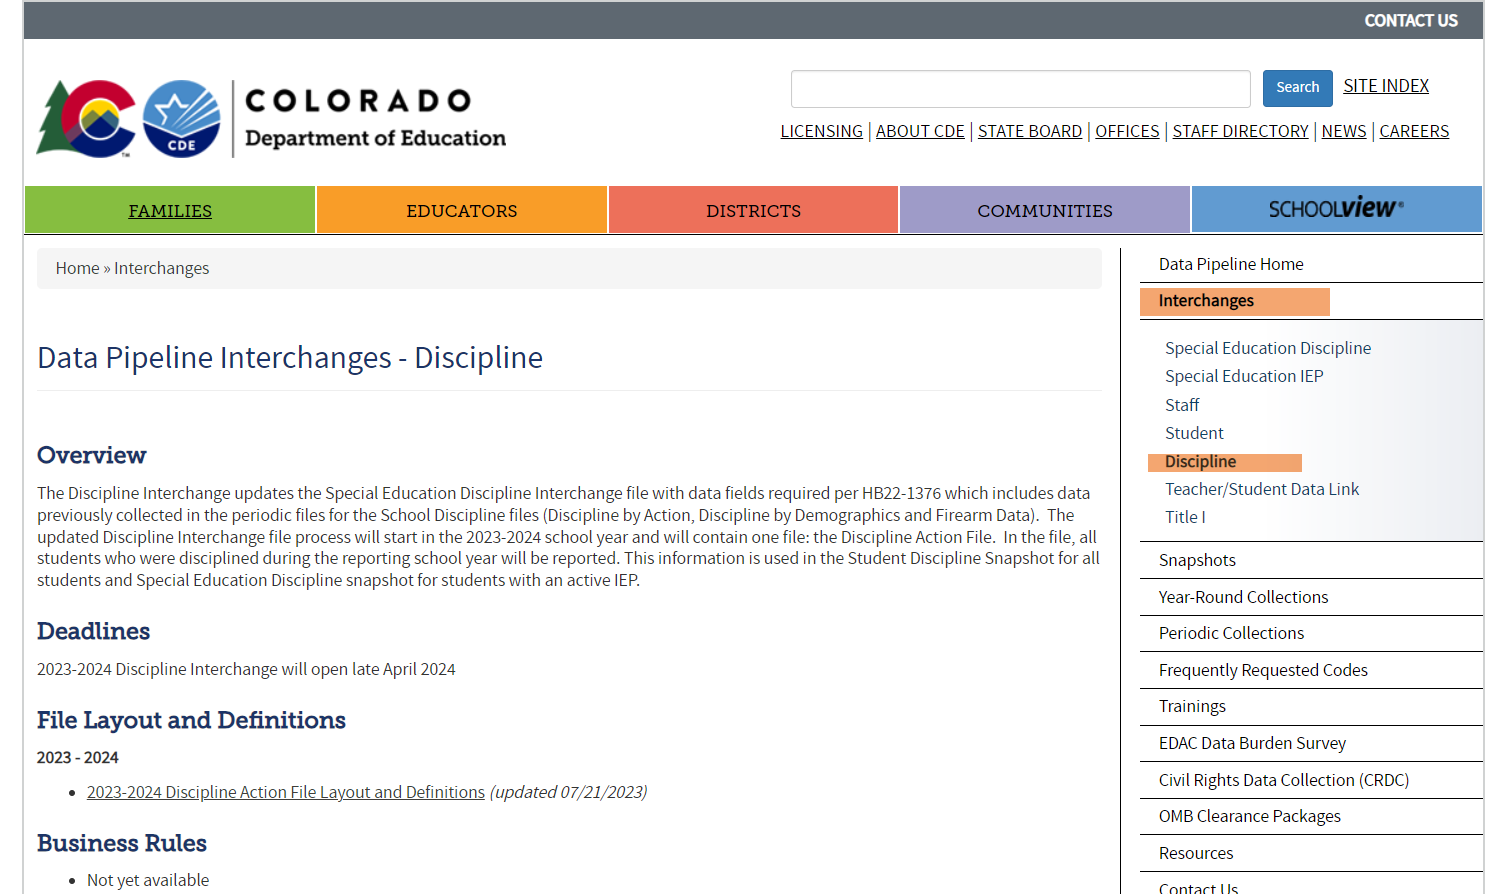 CONTACT US
CDE
TM
COLORADO
Department of Education
Search
SITE INDEX
LICENSING | ABOUT CDE | STATE BOARD | OFFICES | STAFF DIRECTORY | NEWS | CAREERS
FAMILIES
EDUCATORS
DISTRICTS
COMMUNITIES
SCHOOLVIEW®
Home » Interchanges
Data Pipeline Interchanges - Discipline
Overview
The Discipline Interchange updates the Special Education Discipline Interchange file with data fields required per HB22-1376 which includes data
previously collected in the periodic files for the School Discipline files (Discipline by Action, Discipline by Demographics and Firearm Data). The
updated Discipline Interchange file process will start in the 2023-2024 school year and will contain one file: the Discipline Action File. In the file, all
students who were disciplined during the reporting school year will be reported. This information is used in the Student Discipline Snapshot for all
students and Special Education Discipline snapshot for students with an active IEP.
Deadlines
2023-2024 Discipline Interchange will open late April 2024
File Layout and Definitions
2023 - 2024
• 2023-2024 Discipline Action File Layout and Definitions (updated 07/21/2023)
Business Rules
• Not yet available
Data Pipeline Home
Interchanges
Special Education Discipline
Special Education IEP
Staff
Student
Discipline
Teacher/Student Data Link
Title I
Snapshots
Year-Round Collections
Periodic Collections
Frequently Requested Codes
Trainings
EDAC Data Burden Survey
Civil Rights Data Collection (CRDC)
OMB Clearance Packages
Resources
Contact Us